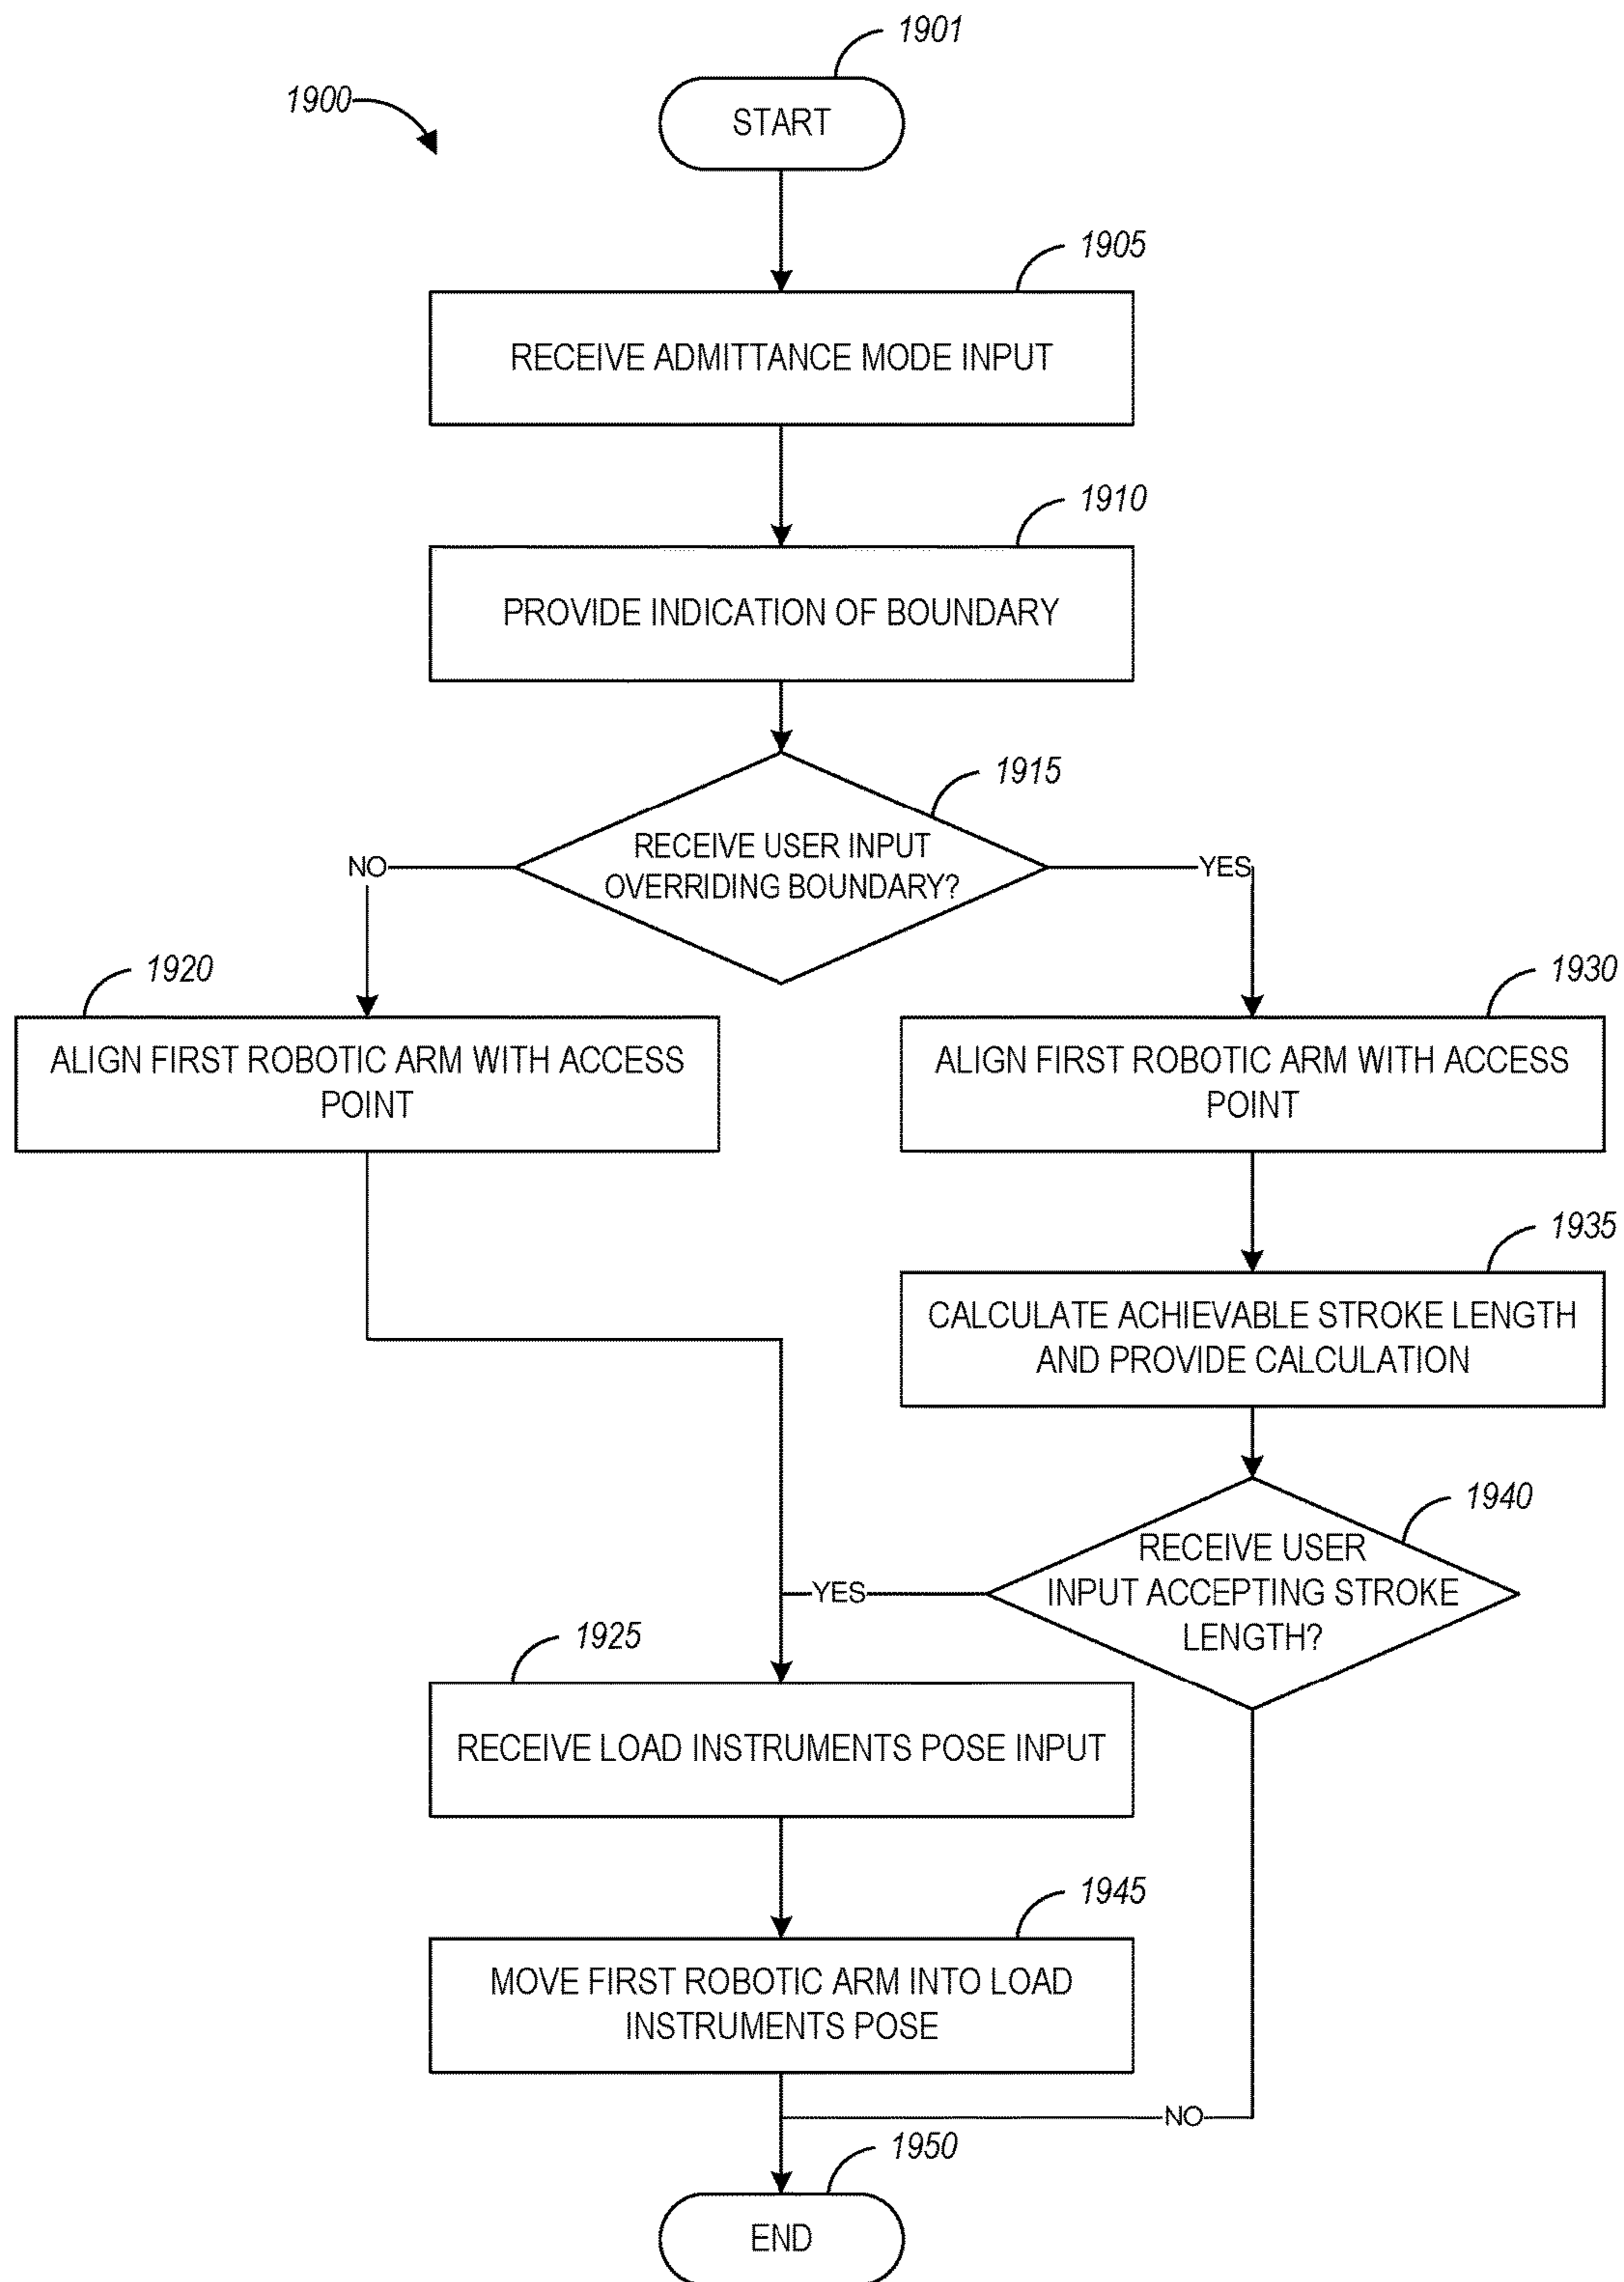 1901
1900
START
1905
RECEIVE ADMITTANCE MODE INPUT
1910
PROVIDE INDICATION OF BOUNDARY
1915
RECEIVE USER INPUT
OVERRIDING BOUNDARY?
NO
YES
1920
ALIGN FIRST ROBOTIC ARM WITH ACCESS
POINT
1930
ALIGN FIRST ROBOTIC ARM WITH ACCESS
POINT
1935
CALCULATE ACHIEVABLE STROKE LENGTH
AND PROVIDE CALCULATION
1940
RECEIVE USER
INPUT ACCEPTING STROKE
LENGTH?
YES
1925
RECEIVE LOAD INSTRUMENTS POSE INPUT
1945
MOVE FIRST ROBOTIC ARM INTO LOAD
INSTRUMENTS POSE
NO
1950
END